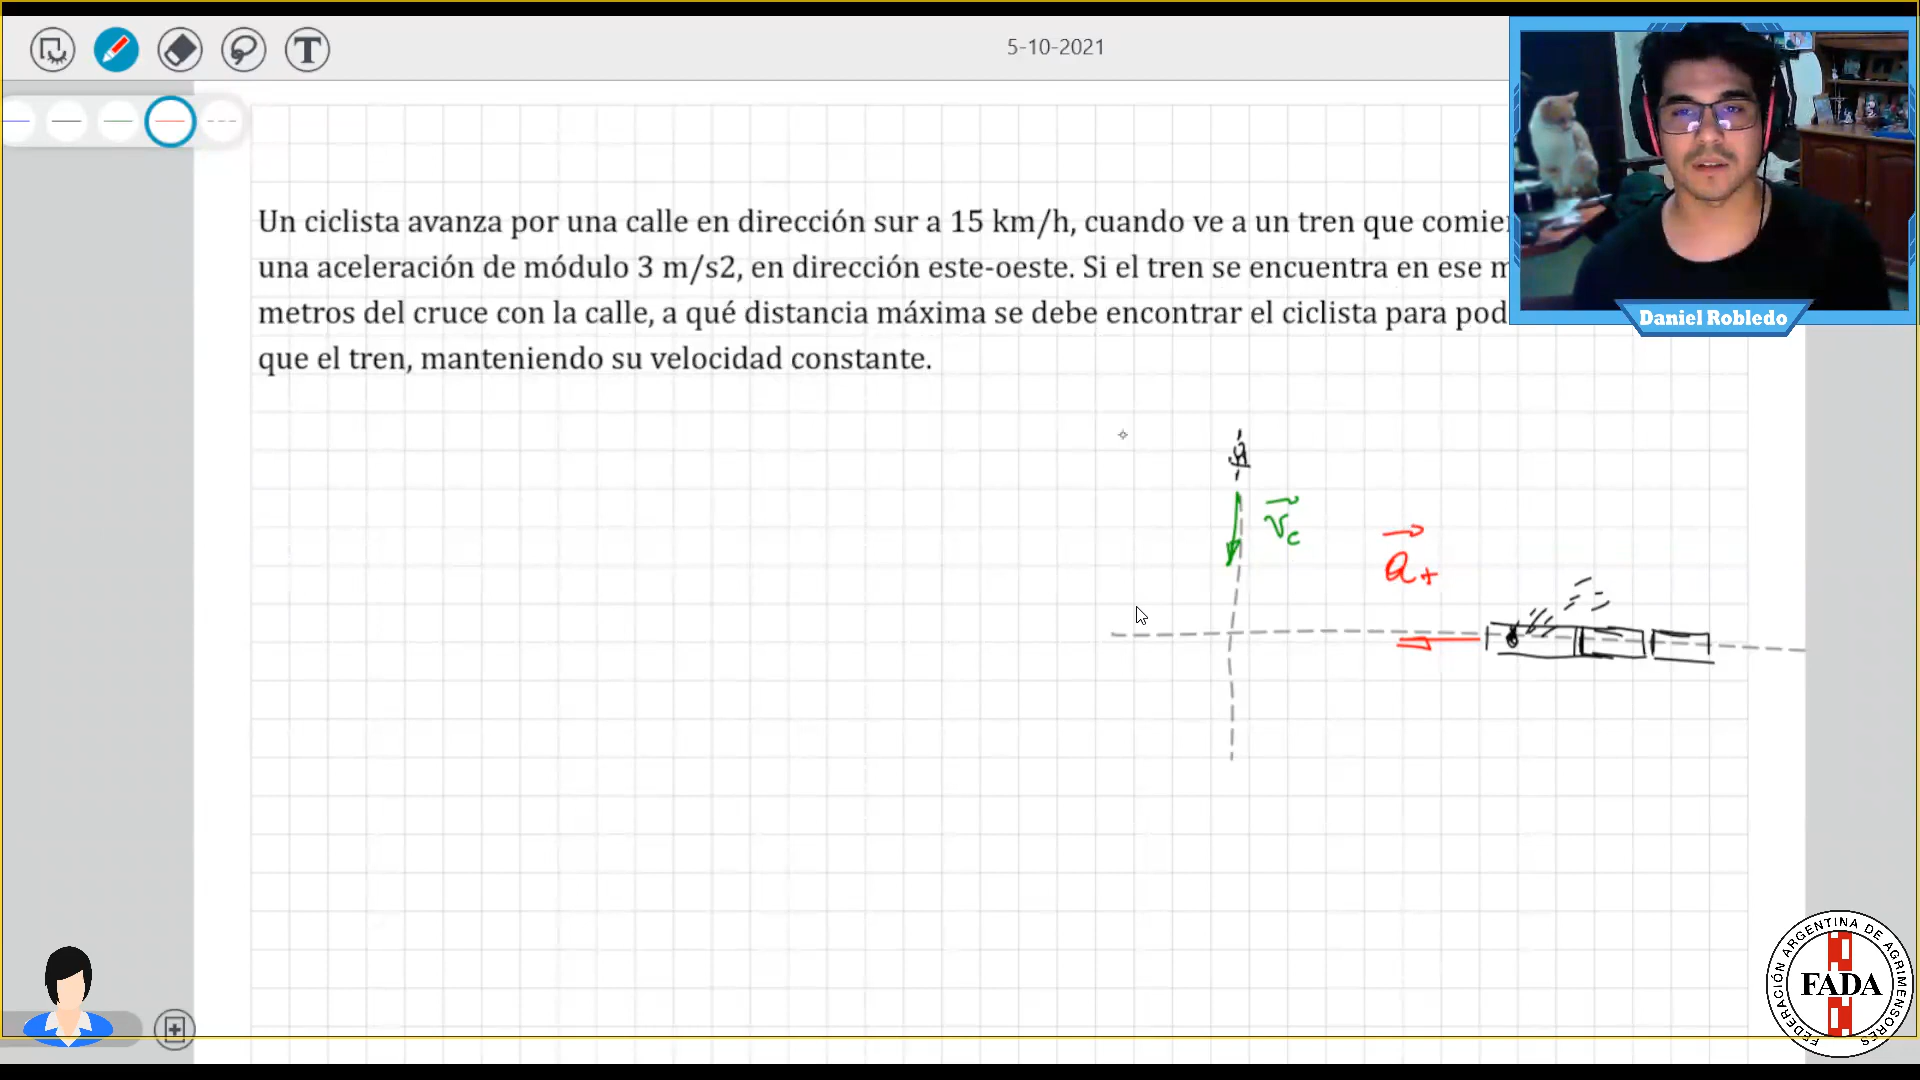 5-10-2021
Un ciclista avanza por una calle en dirección sur a 15 km/h, cuando ve a un tren que
una aceleración de módulo 3 m/s2, en dirección este-oeste. Si el tren se encuentra en ese
metros del cruce con la calle, a qué distancia máxima se debe encontrar el ciclista para
que el tren, manteniendo su velocidad constante.
Daniel Robledo
T
v⃗c
a⃗t
FEDERACIÓN ARGENTINA DE AGRIMENSORES
FADA